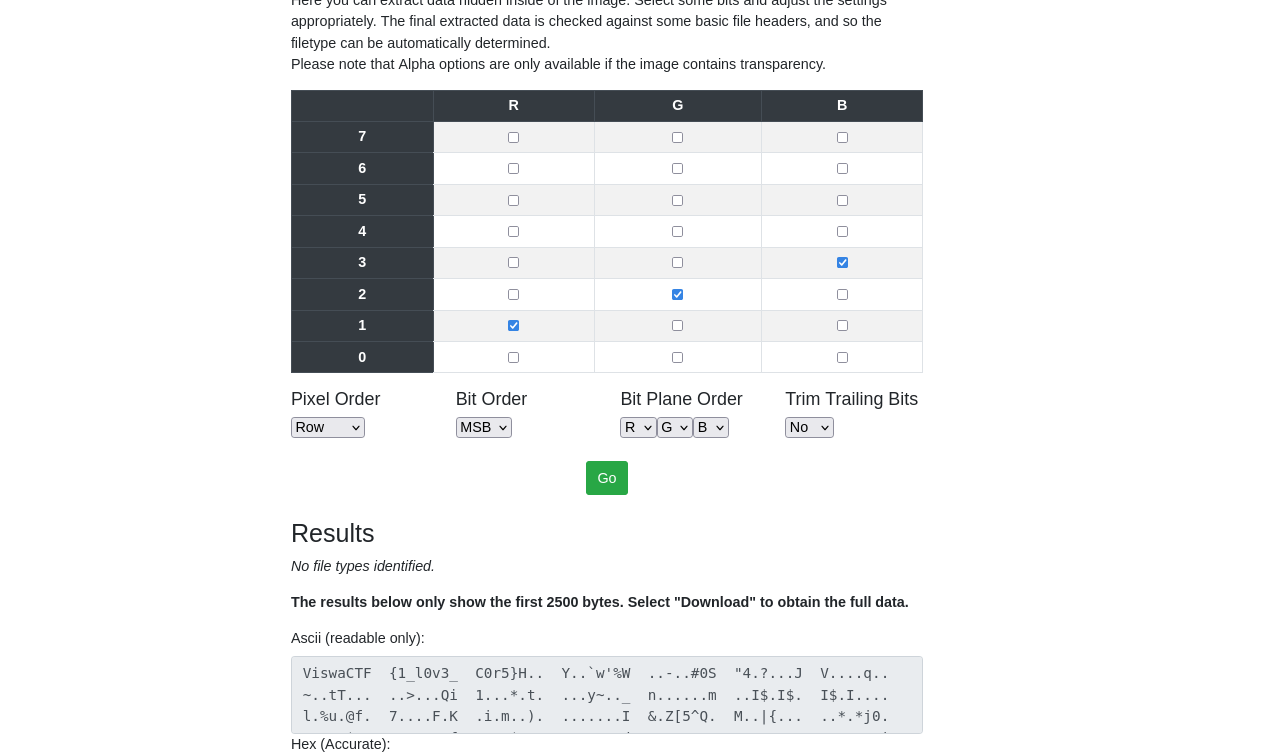 Here you can extract data hidden inside of the image. Select some bits and adjust the settings
appropriately. The final extracted data is checked against some basic file headers, and so the
filetype can be automatically determined.
Please note that Alpha options are only available if the image contains transparency.
R G B
7
6
5
4
3
2
1
0
Pixel Order Bit Order Bit Plane Order Trim Trailing Bits
Row MSB R G B No
Go
Results
No file types identified.
The results below only show the first 2500 bytes. Select "Download" to obtain the full data.
Ascii (readable only):
ViswaCTF  {1_l0v3_  C0r5}H..  Y..`w'%W  ..-..#0S  "4.?...J  V....q..
~..tT...  ..>...Qi  1...*.t.  ...y~.._  n......m  ..I$.I$.  I$.I....
l.%u.@f.  7....F.K  .i.m..).  .......I  &.Z[5^Q.  M..|{...  ..*.*j0.
Hex (Accurate):